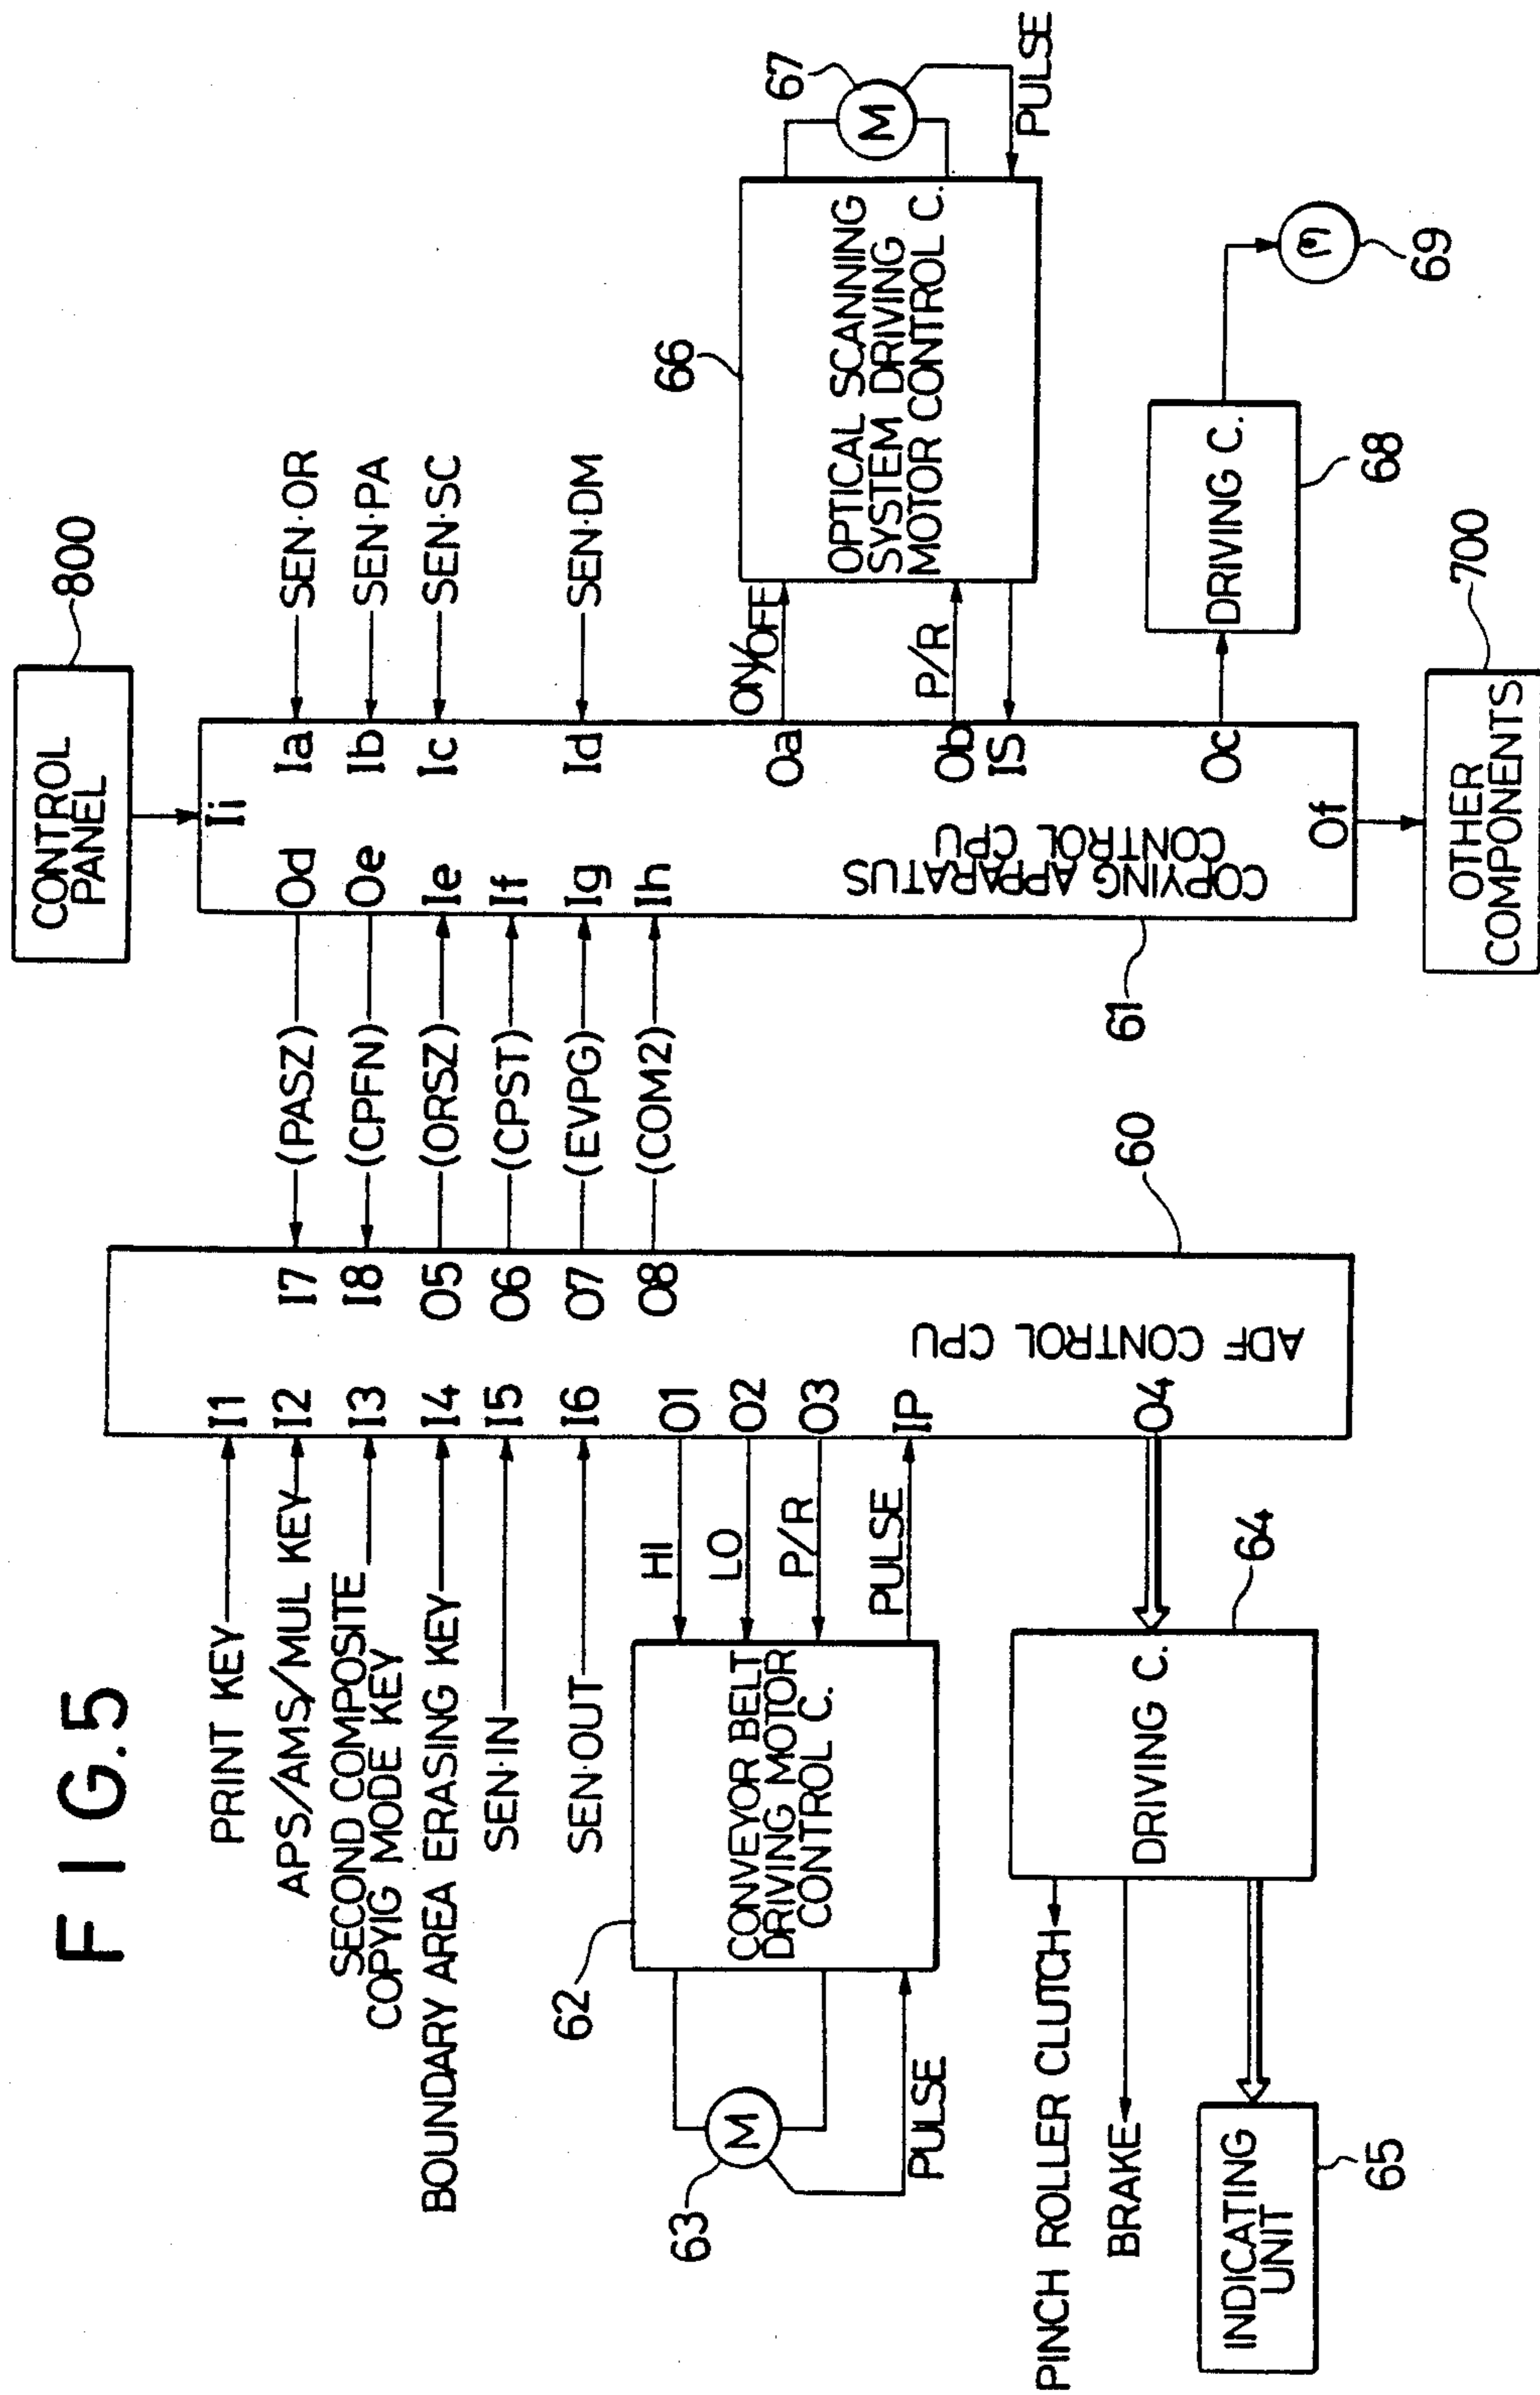 FIG.5
PRINT KEY
APS/AMS/MUL KEY
SECOND COMPOSITE
COPYIG MODE KEY
BOUNDARY AREA ERASING KEY
SEN·IN
SEN·OUT
I1
I2
I3
I4
I5
I6
O1
O2
O3
IP
O4
HI
LO
P/R
PULSE
62
CONVEYOR BELT
DRIVING MOTOR
CONTROL C.
63
M
PULSE
64
DRIVING C.
PINCH ROLLER CLUTCH
BRAKE
INDICATING
UNIT
65
I7
I8
O5
O6
O7
O8
ADF CONTROL CPU
60
(PASZ)
(CPFN)
(ORSZ)
(CPST)
(EVPG)
(COM2)
CONTROL
PANEL
800
Ii
Od
Oe
Ie
If
Ig
Ih
COPYING APPARATUS
CONTROL CPU
61
Ia
Ib
Ic
Id
Oa
Ob
IS
Oc
Of
SEN·OR
SEN·PA
SEN·SC
SEN·DM
ON/OFF
P/R
66
OPTICAL SCANNING
SYSTEM DRIVING
MOTOR CONTROL C.
67
M
PULSE
DRIVING C.
68
69
OTHER
COMPONENTS
700